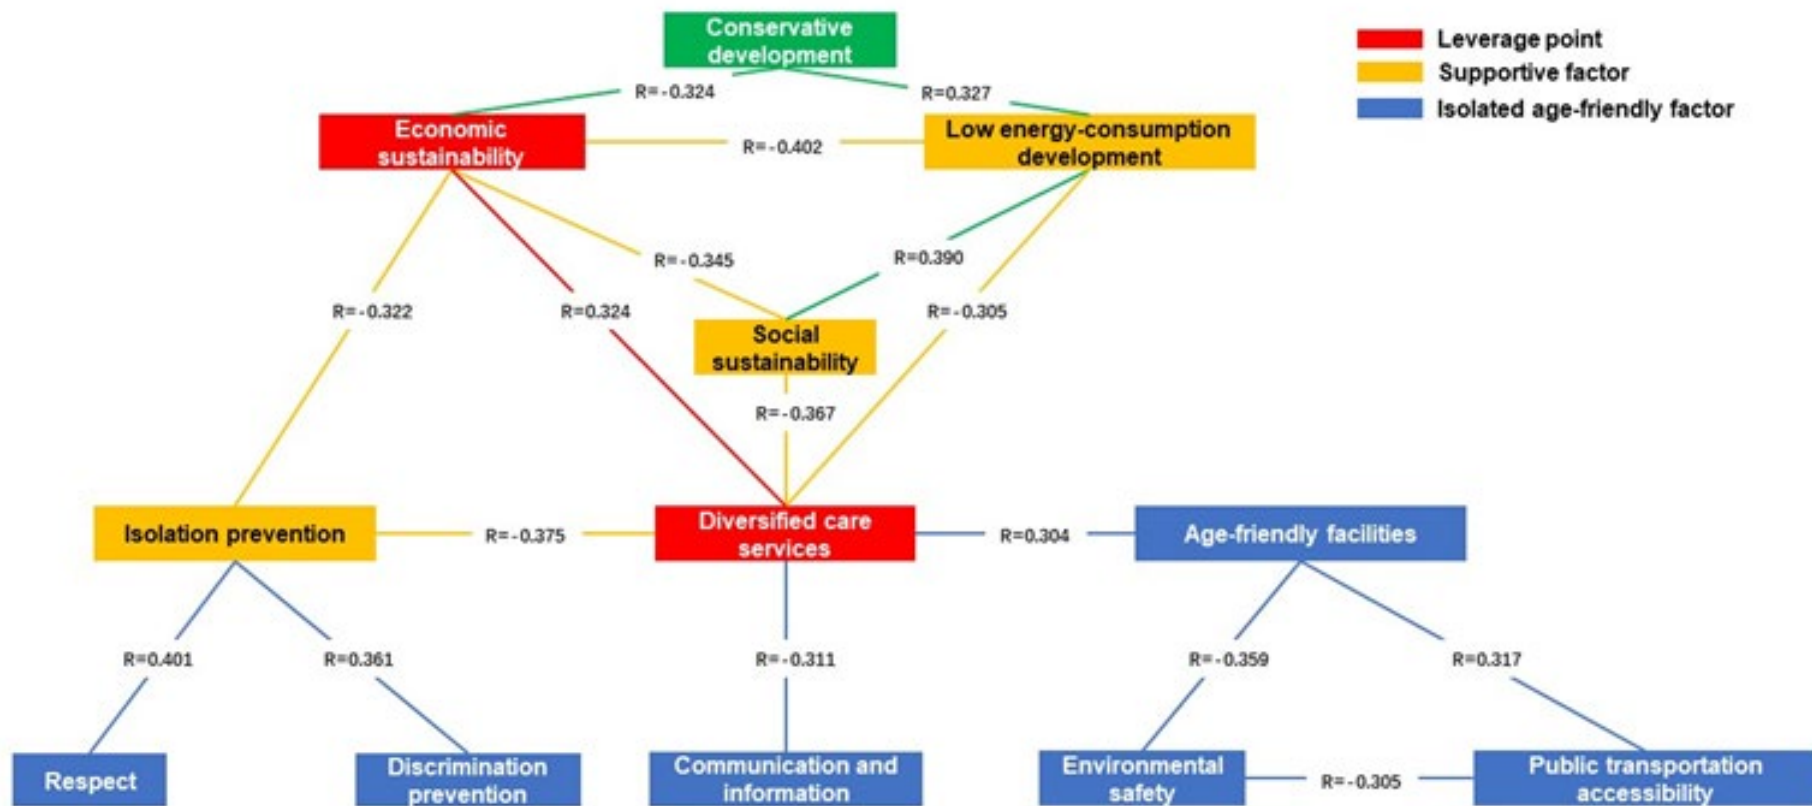 Conservative
development
Leverage point
Supportive factor
Isolated age-friendly factor
R=-0.324
R=0.327
Economic
sustainability
R=-0.402
Low energy-consumption
development
R=-0.345
R=0.390
R=-0.322
R=0.324
R=-0.305
Social
sustainability
R=-0.367
Isolation prevention
R=-0.375
Diversified care
services
R=0.304
Age-friendly facilities
R=0.401
R=0.361
R=-0.311
R=-0.359
R=0.317
Respect
Discrimination
prevention
Communication and
information
Environmental
safety
R=-0.305
Public transportation
accessibility